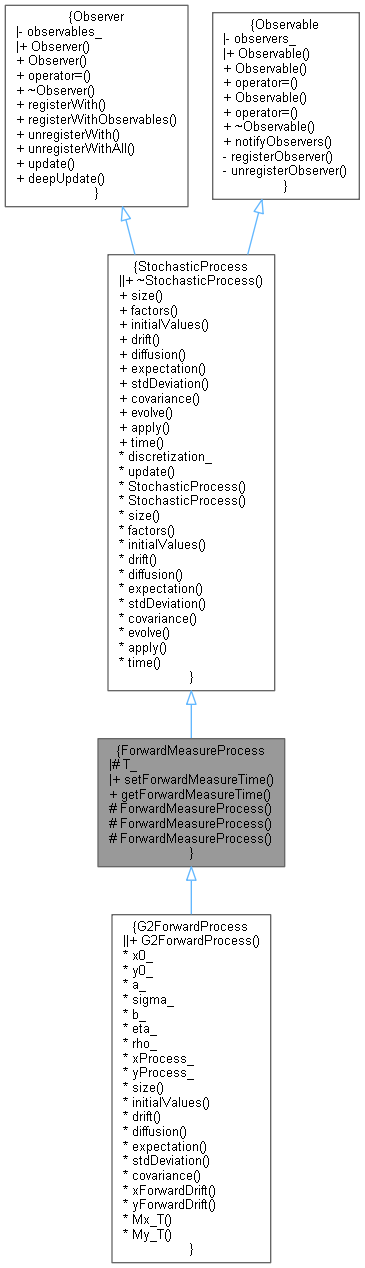 {Observer
|- observables_
|+ Observer()
+ Observer()
+ operator=()
+ ~Observer()
+ registerWith()
+ registerWithObservables()
+ unregisterWith()
+ unregisterWithAll()
+ update()
+ deepUpdate()
}
{Observable
|- observers_
|+ Observable()
+ Observable()
+ operator=()
+ Observable()
+ operator=()
+ ~Observable()
+ notifyObservers()
- registerObserver()
- unregisterObserver()
}
{StochasticProcess
||+ ~StochasticProcess()
+ size()
+ factors()
+ initialValues()
+ drift()
+ diffusion()
+ expectation()
+ stdDeviation()
+ covariance()
+ evolve()
+ apply()
+ time()
* discretization_
* update()
* StochasticProcess()
* StochasticProcess()
* size()
* factors()
* initialValues()
* drift()
* diffusion()
* expectation()
* stdDeviation()
* covariance()
* evolve()
* apply()
* time()
}
{ForwardMeasureProcess
|# T_
|+ setForwardMeasureTime()
+ getForwardMeasureTime()
# ForwardMeasureProcess()
# ForwardMeasureProcess()
# ForwardMeasureProcess()
}
{G2ForwardProcess
||+ G2ForwardProcess()
* x0_
* y0_
* a_
* sigma_
* b_
* eta_
* rho_
* xProcess_
* yProcess_
* size()
* initialValues()
* drift()
* diffusion()
* expectation()
* stdDeviation()
* covariance()
* xForwardDrift()
* yForwardDrift()
* Mx_T()
* My_T()
}